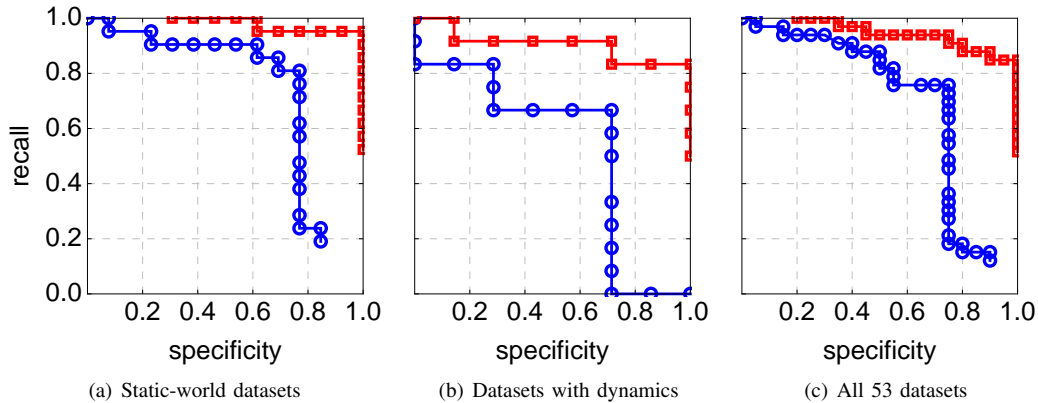 1.0
0.8
0.6
0.4
0.2
0.0
recall
0.2 0.4 0.6 0.8 1.0
0.2 0.4 0.6 0.8 1.0
0.2 0.4 0.6 0.8 1.0
specificity
specificity
specificity
(a) Static-world datasets
(b) Datasets with dynamics
(c) All 53 datasets